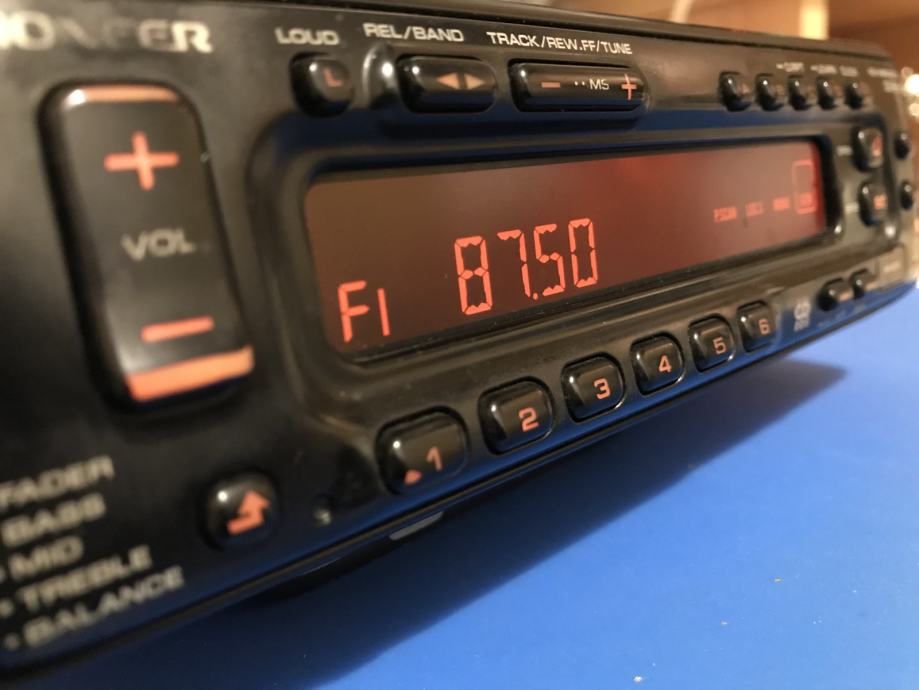 PIONEER
LOUD
REL/BAND
TRACK/REW.FF/TUNE
L
− ··MS +
+
VOL
−
F1 87.50
1
2
3
4
5
6
FADER
BASS
MID
TREBLE
BALANCE